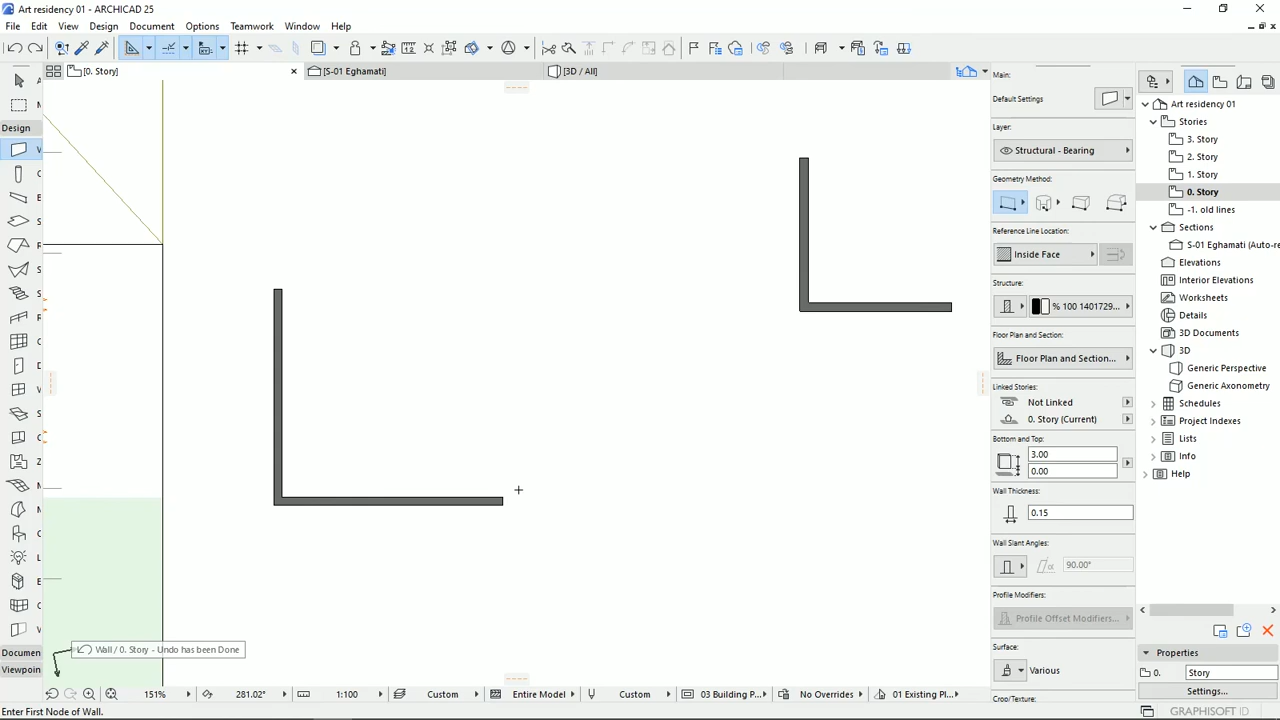 Art residency 01 - ARCHICAD 25
File Edit View Design Document Options Teamwork Window Help
[0. Story]
[S-01 Eghamati]
[3D / All]
Design
Docume
Viewpoin
Main:
Default Settings
Layer:
Structural - Bearing
Geometry Method:
Reference Line Location:
Inside Face
Structure:
% 100 1401729...
Floor Plan and Section:
Floor Plan and Section...
Linked Stories:
Not Linked
0. Story (Current)
Bottom and Top:
3.00
0.00
Wall Thickness:
0.15
Wall Slant Angles:
90.00°
Profile Modifiers:
Profile Offset Modifiers...
Surface:
Various
Crop/Texture:
Art residency 01
Stories
3. Story
2. Story
1. Story
0. Story
-1. old lines
Sections
S-01 Eghamati (Auto-re
Elevations
Interior Elevations
Worksheets
Details
3D Documents
3D
Generic Perspective
Generic Axonometry
Schedules
Project Indexes
Lists
Info
Help
Properties
0. Story
Settings...
GRAPHISOFT ID
Wall / 0. Story - Undo has been Done
151% 281.02° 1:100 Custom Entire Model Custom 03 Building P... No Overrides 01 Existing Pl...
Enter First Node of Wall.